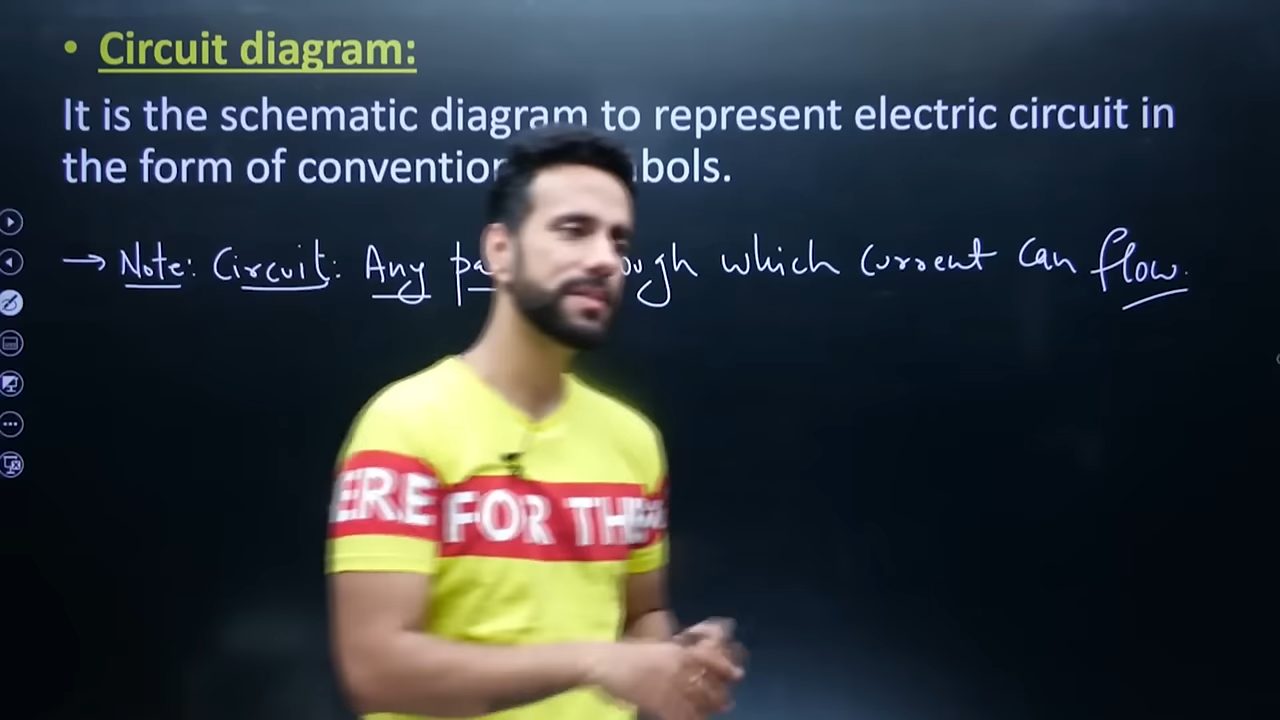 • Circuit diagram:
It is the schematic diagram to represent electric circuit in
the form of bols.
→ Note: Circuit: Any which current can flow.
ERE FOR THE